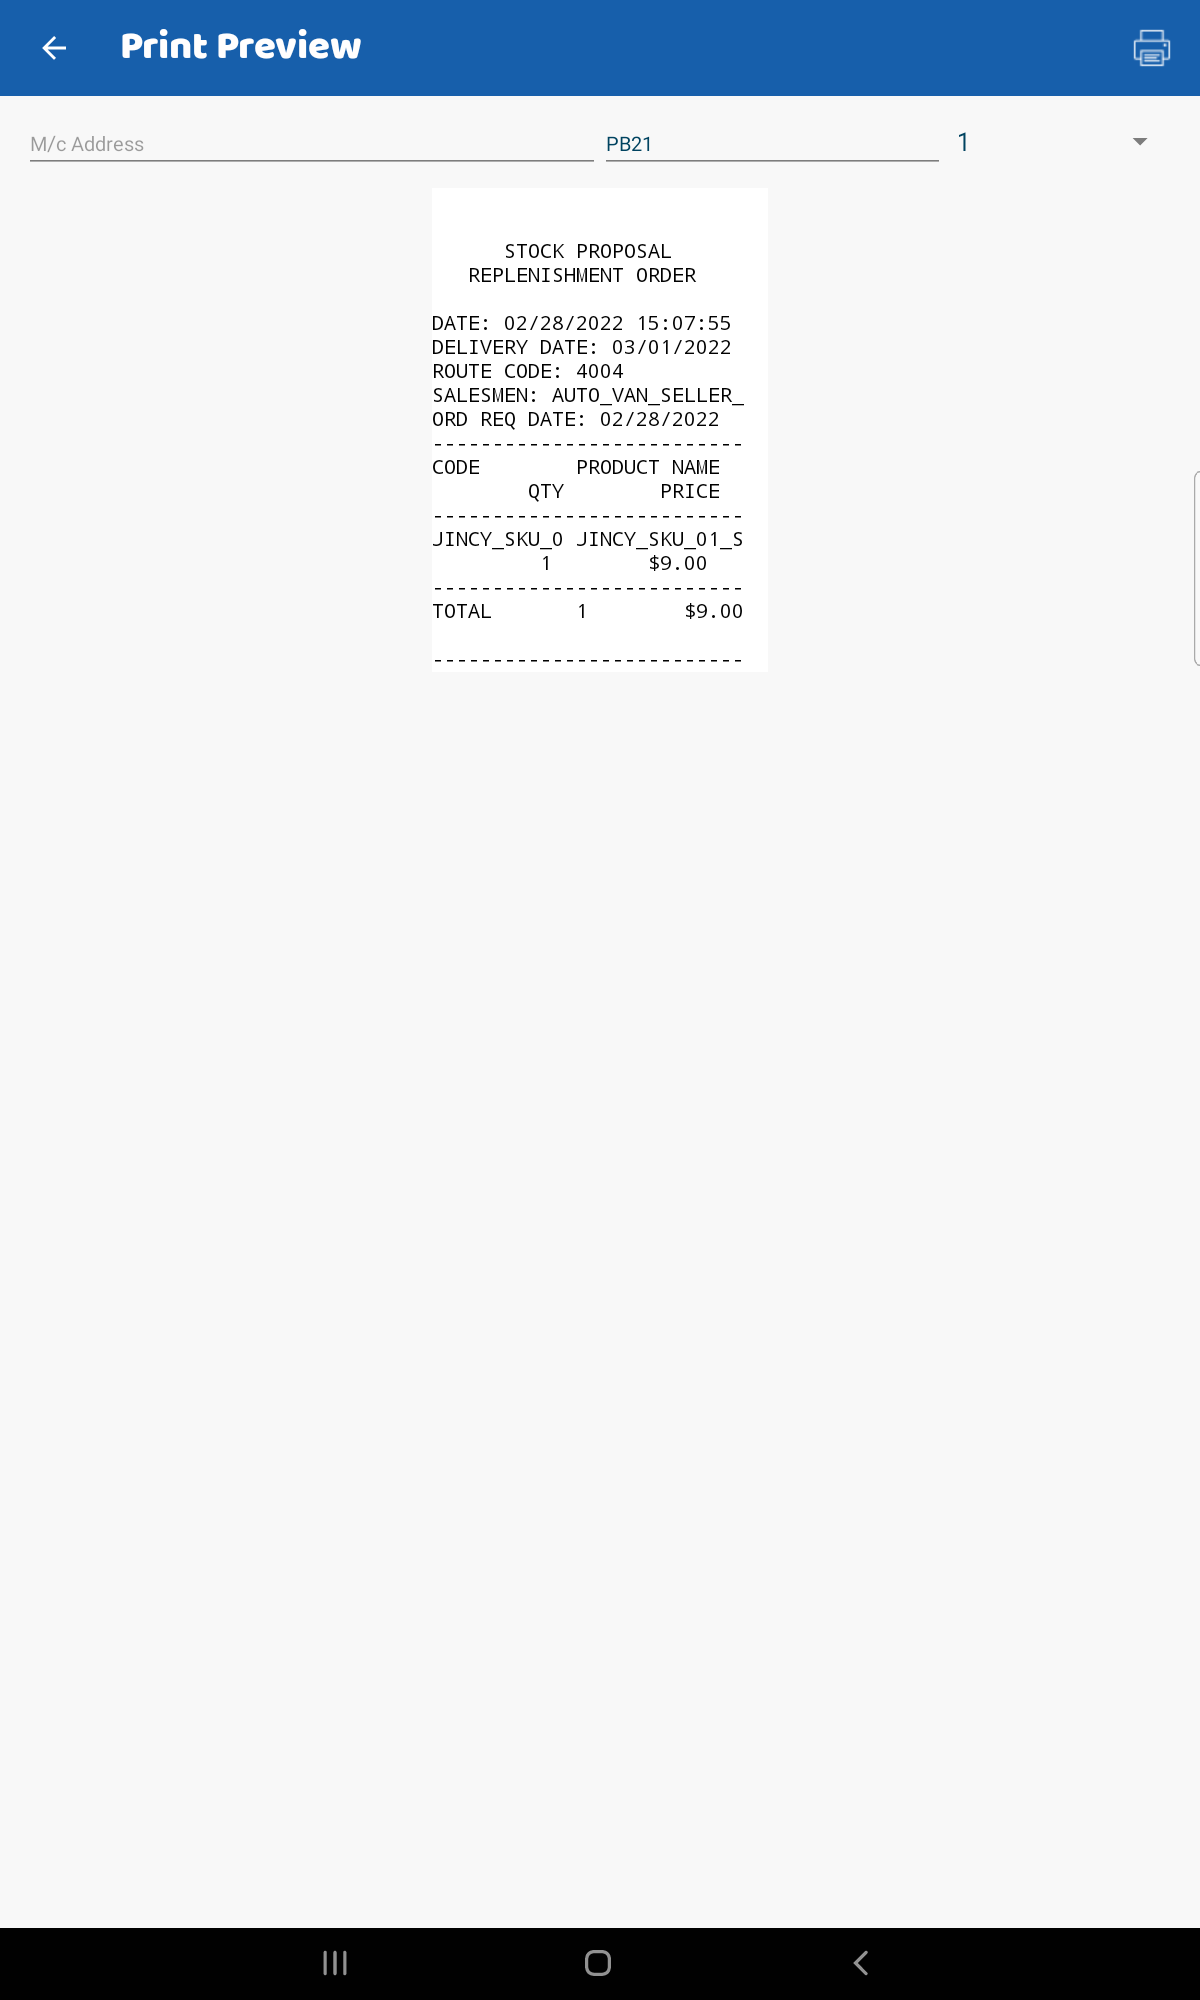 Print Preview
M/c Address PB21 1
STOCK PROPOSAL
REPLENISHMENT ORDER
DATE: 02/28/2022 15:07:55
DELIVERY DATE: 03/01/2022
ROUTE CODE: 4004
SALESMEN: AUTO_VAN_SELLER_
ORD REQ DATE: 02/28/2022
--------------------------
CODE PRODUCT NAME
QTY PRICE
--------------------------
JINCY_SKU_0 JINCY_SKU_01_S
1 $9.00
--------------------------
TOTAL 1 $9.00
--------------------------